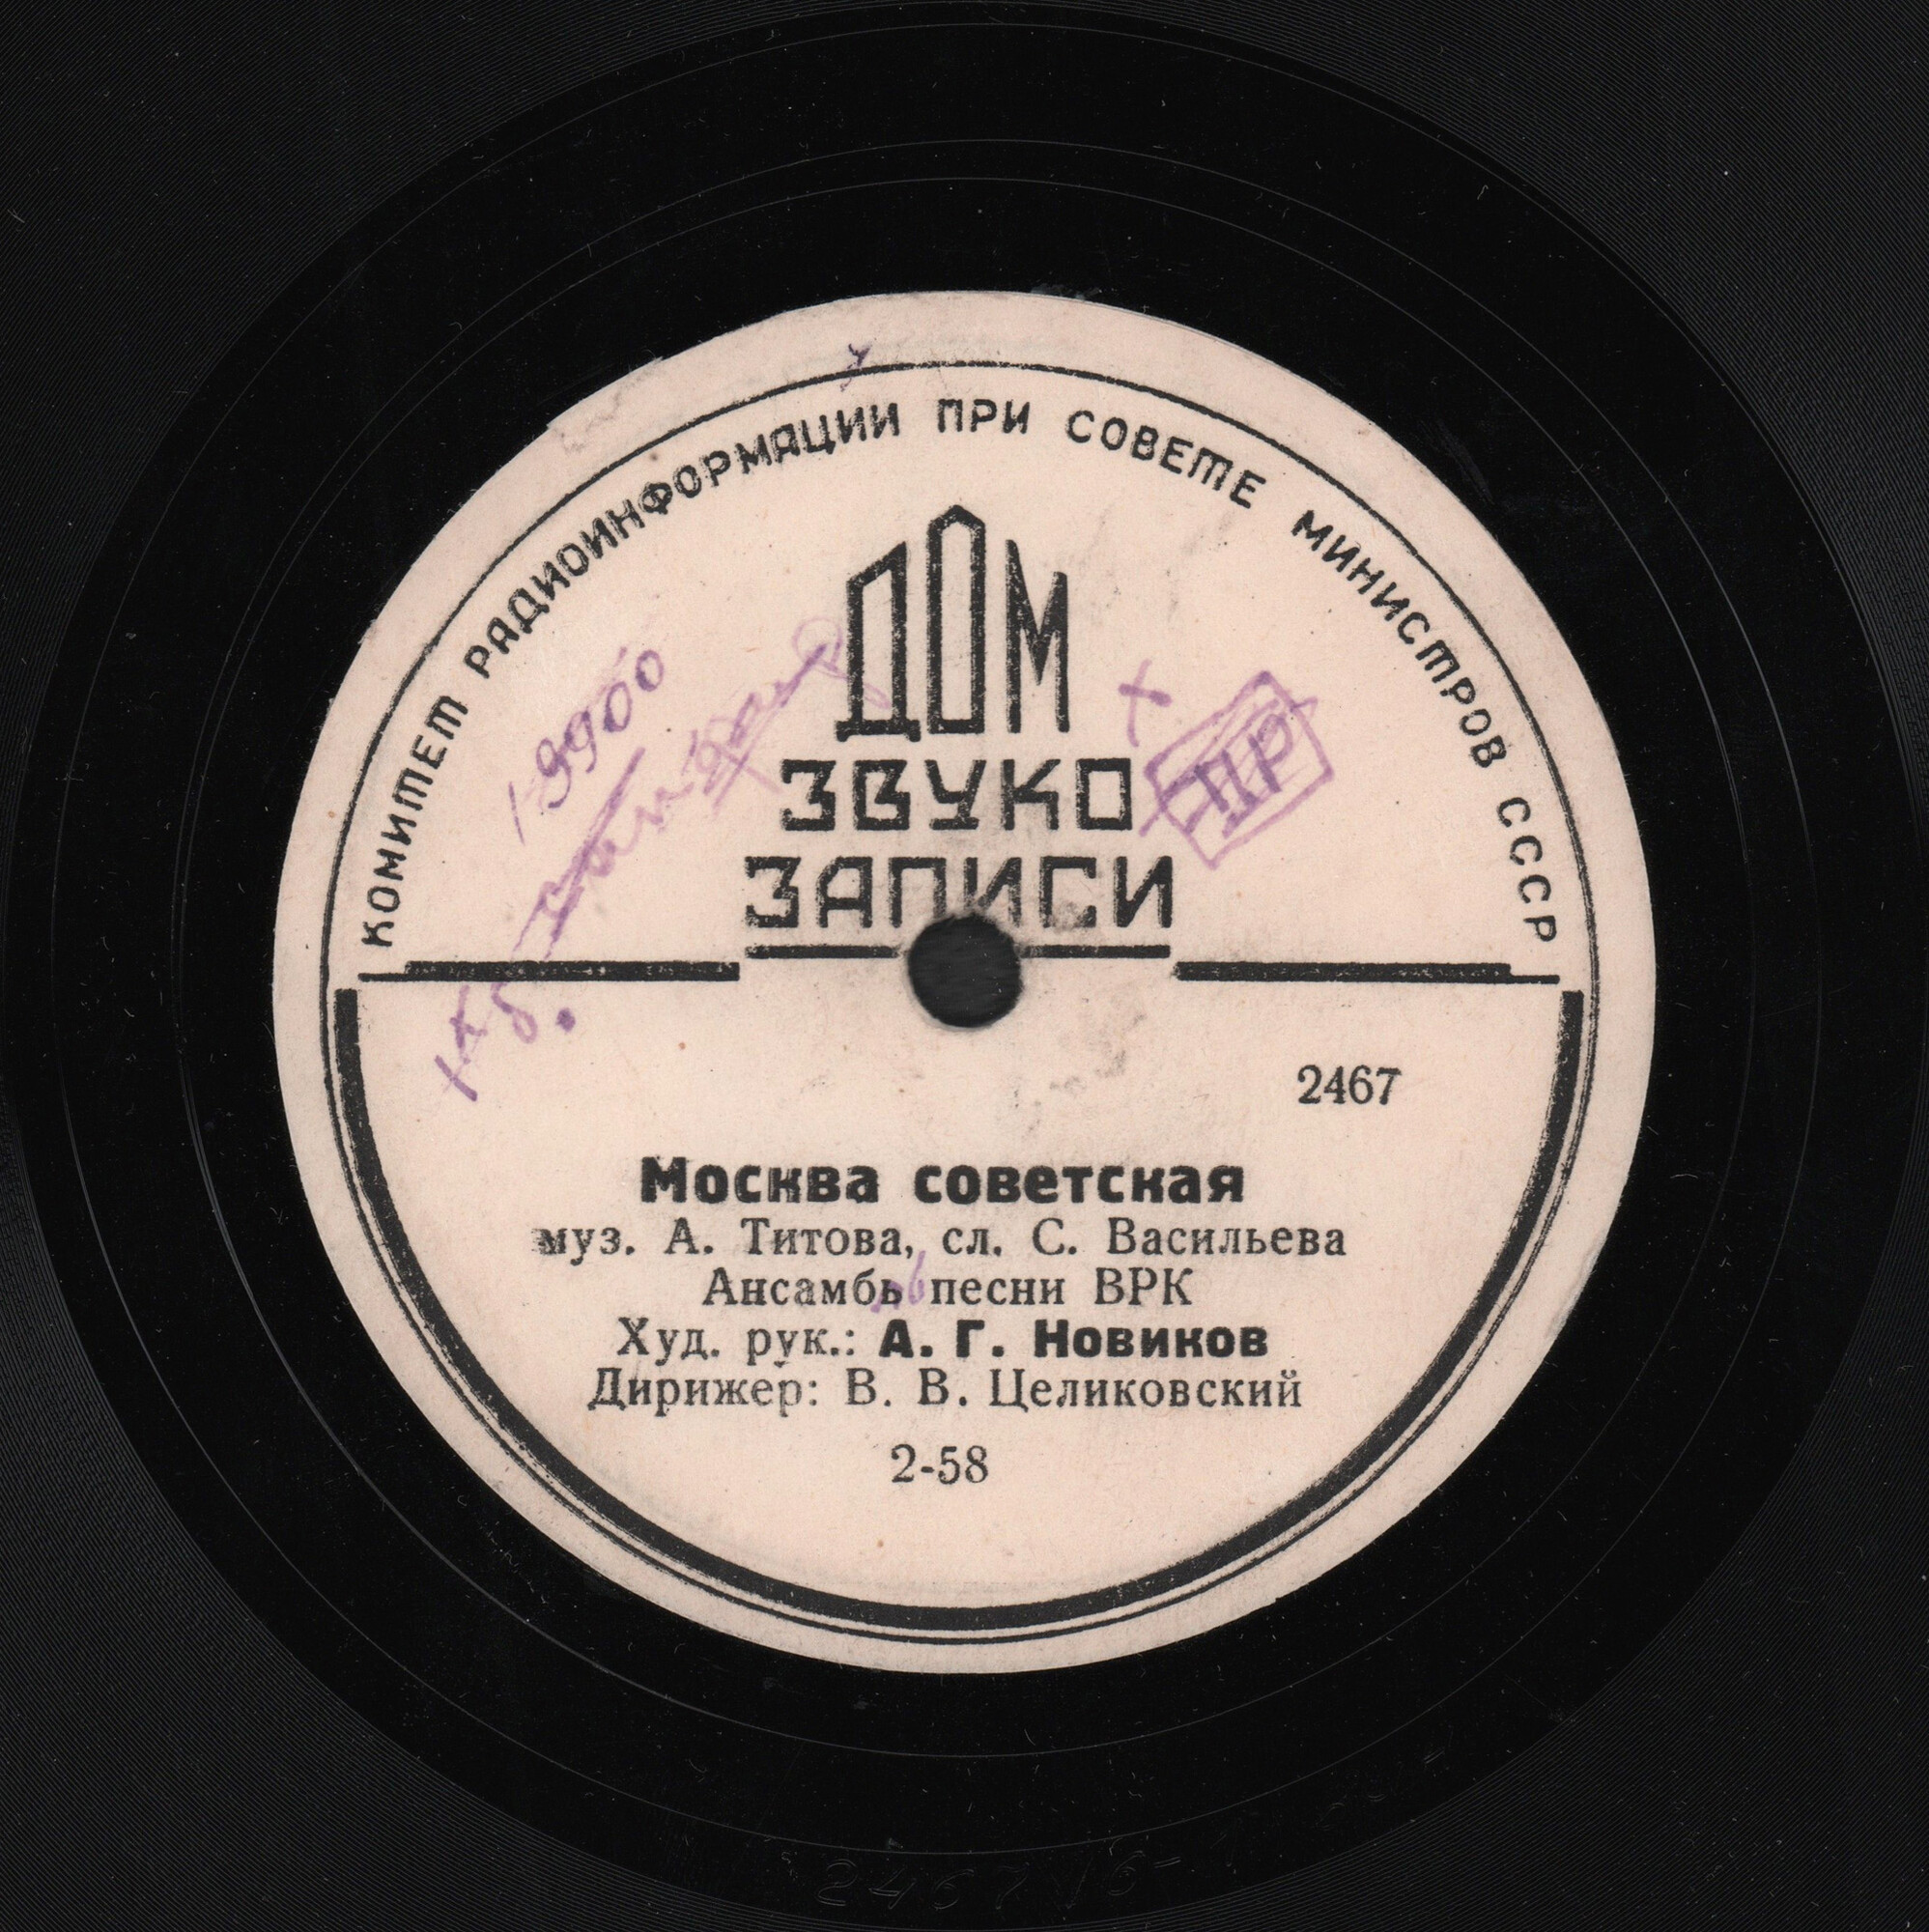 КОМИТЕТ РАДИОИНФОРМАЦИИ ПРИ СОВЕТЕ МИНИСТРОВ СССР
ДОМ
ЗВУКО
ЗАПИСИ
19900
ПР
2467
Москва советская
муз. А. Титова, сл. С. Васильева
Ансамбь песни ВРК
Худ. рук.: А. Г. Новиков
Дирижер: В. В. Целиковский
2-58